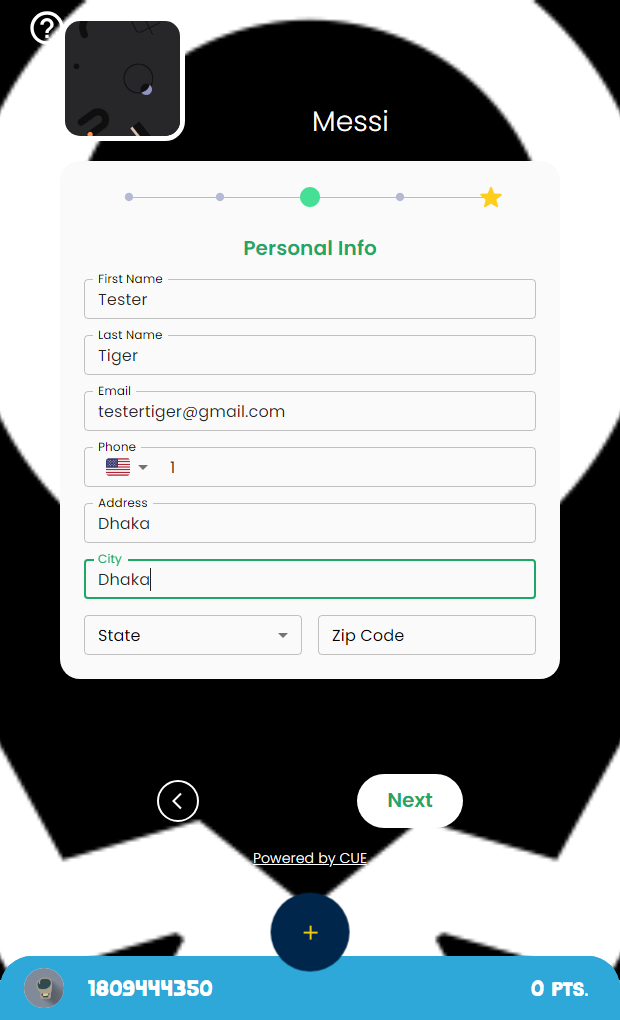 ?
Messi
Personal Info
First Name
Tester
Last Name
Tiger
Email
testertiger@gmail.com
Phone
1
Address
Dhaka
City
Dhaka
State
Zip Code
Next
Powered by CUE
+
1809444350
0 PTS.